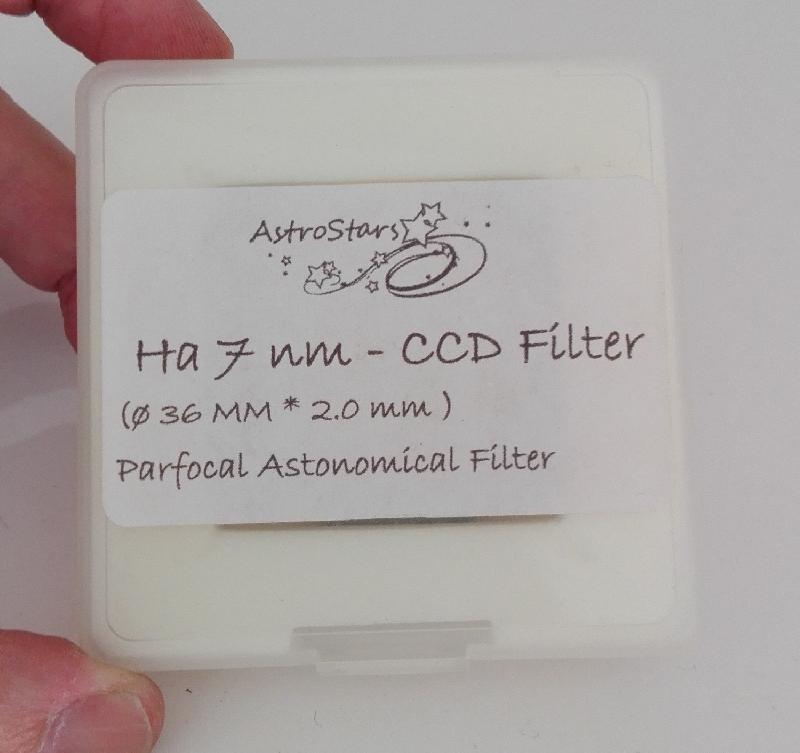 AstroStars
Ha 7 nm - CCD Filter
(Ø 36 MM * 2.0 mm )
Parfocal Astonomical Filter